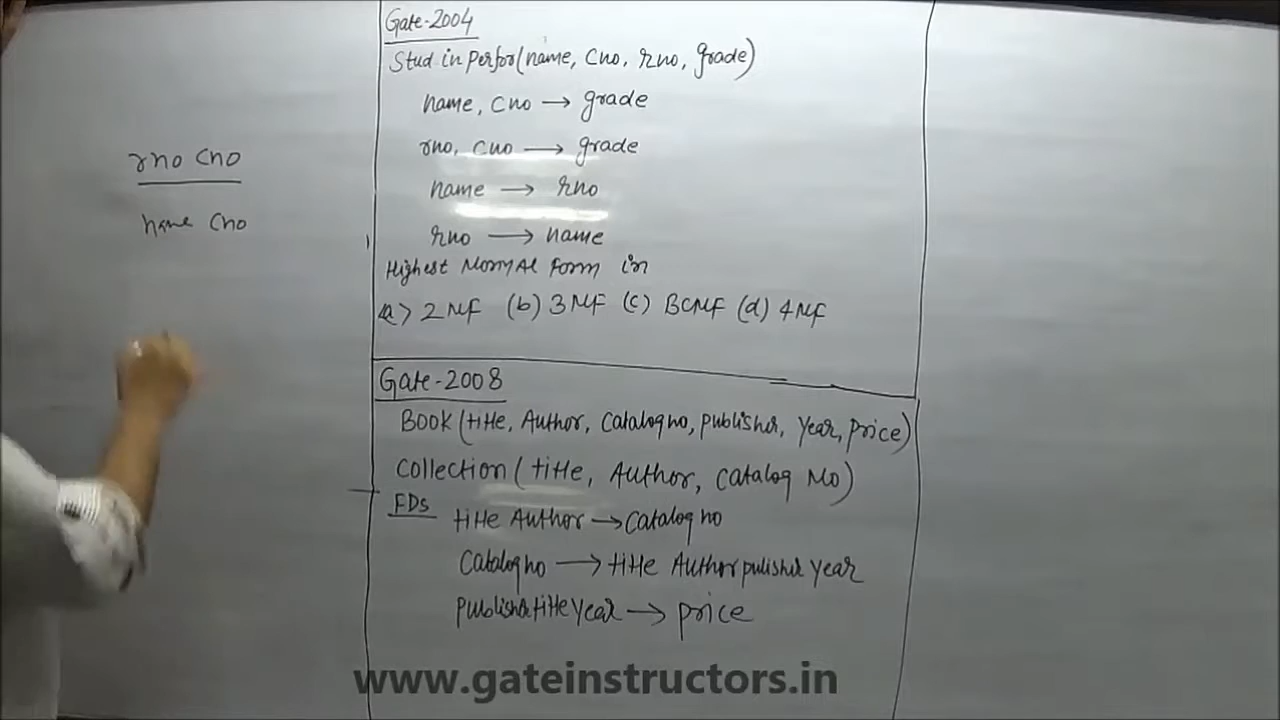 rno cno
name cno
Gate-2004
Stud in perfor(name, cno, rno, grade)
name, cno → grade
rno, cno → grade
name → rno
rno → name
Highest Normal Form in
a> 2NF (b) 3NF (c) BCNF (d) 4NF
Gate-2008
BOOK(title, Author, Catalogno, publisher, year, price)
Collection(title, Author, Catalog No)
FDs
title Author → Catalog no
Catalogno → title Author pulisher year
publisher title year → price
www.gateinstructors.in